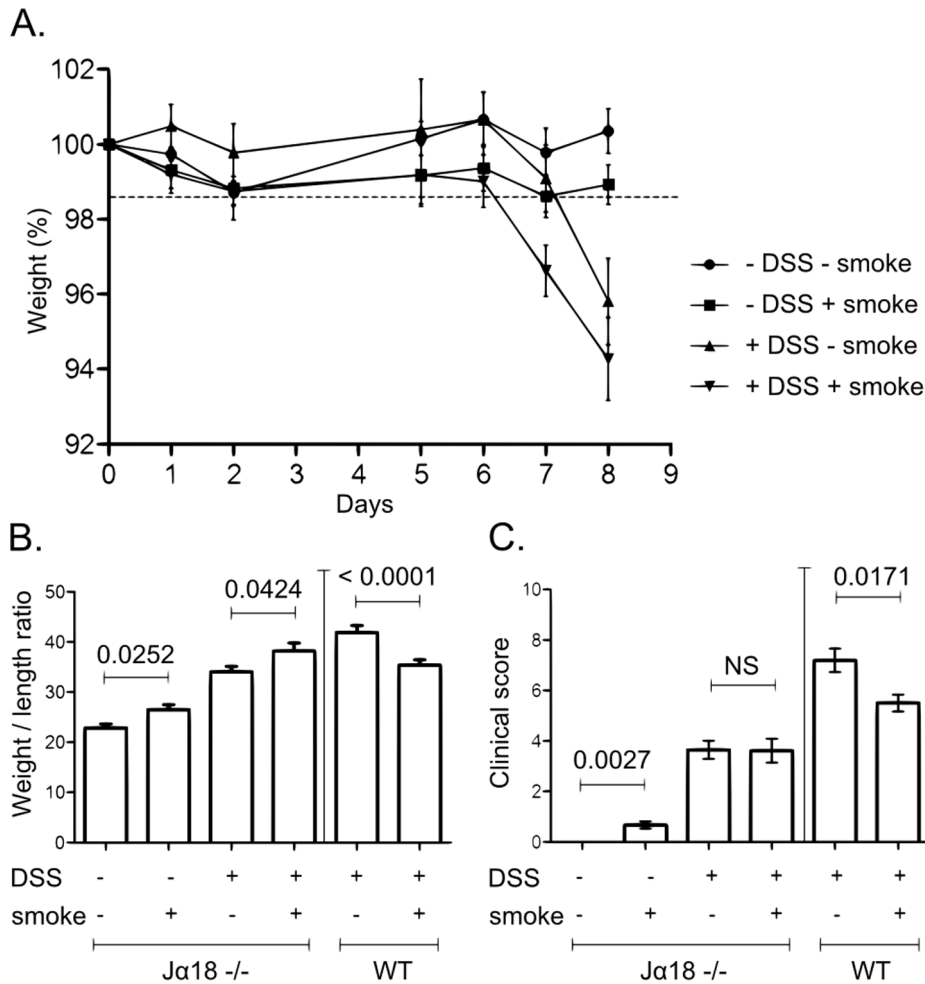 A.
102
100
98
96
94
92
Weight (%)
0 1 2 3 4 5 6 7 8 9
Days
- DSS - smoke
- DSS + smoke
+ DSS - smoke
+ DSS + smoke
B.
50
40
30
20
10
0
Weight / length ratio
0.0252
0.0424
< 0.0001
DSS - - + + + +
smoke - + - + - +
Jα18 -/- WT
C.
10
8
6
4
2
0
Clinical score
0.0027
NS
0.0171
DSS - - + + + +
smoke - + - + - +
Jα18 -/- WT